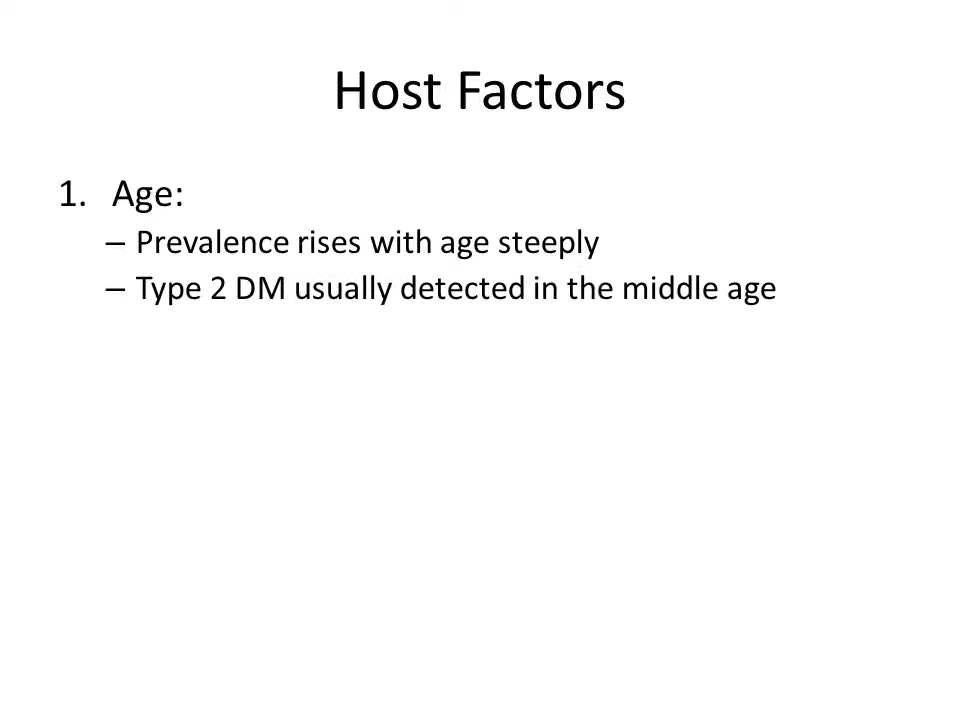 Host Factors
1. Age:
– Prevalence rises with age steeply
– Type 2 DM usually detected in the middle age